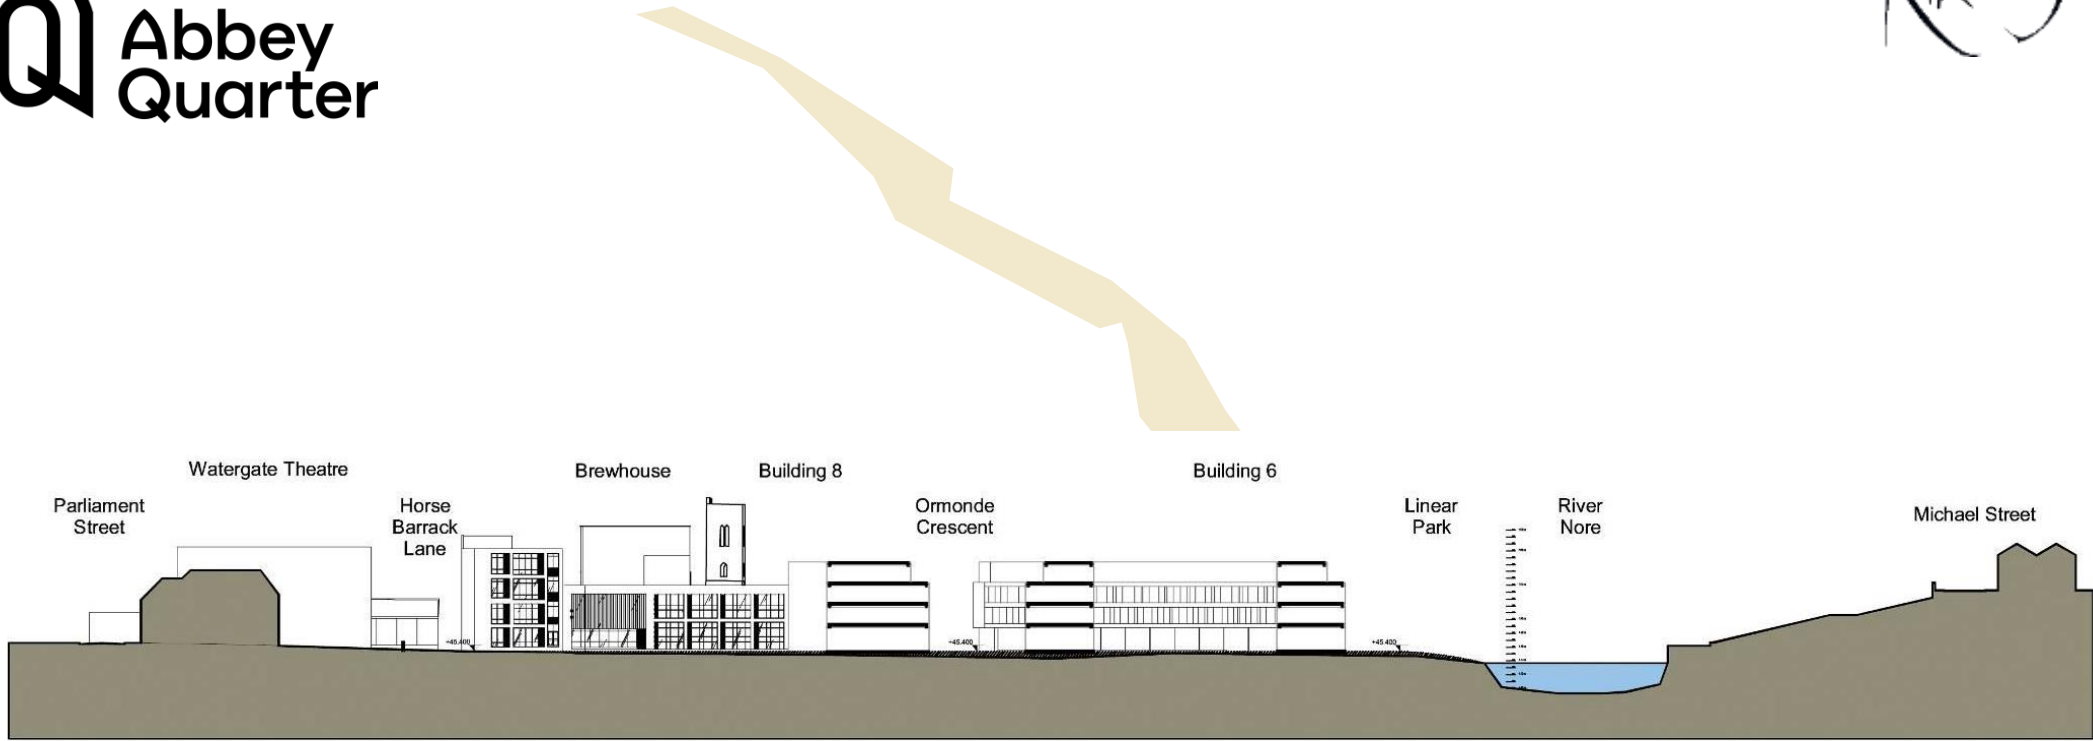 Abbey
Quarter
Watergate Theatre
Brewhouse
Building 8
Building 6
Parliament
Street
Horse
Barrack
Lane
Ormonde
Crescent
Linear
Park
River
Nore
Michael Street
+45.400
+45.400
+45.400